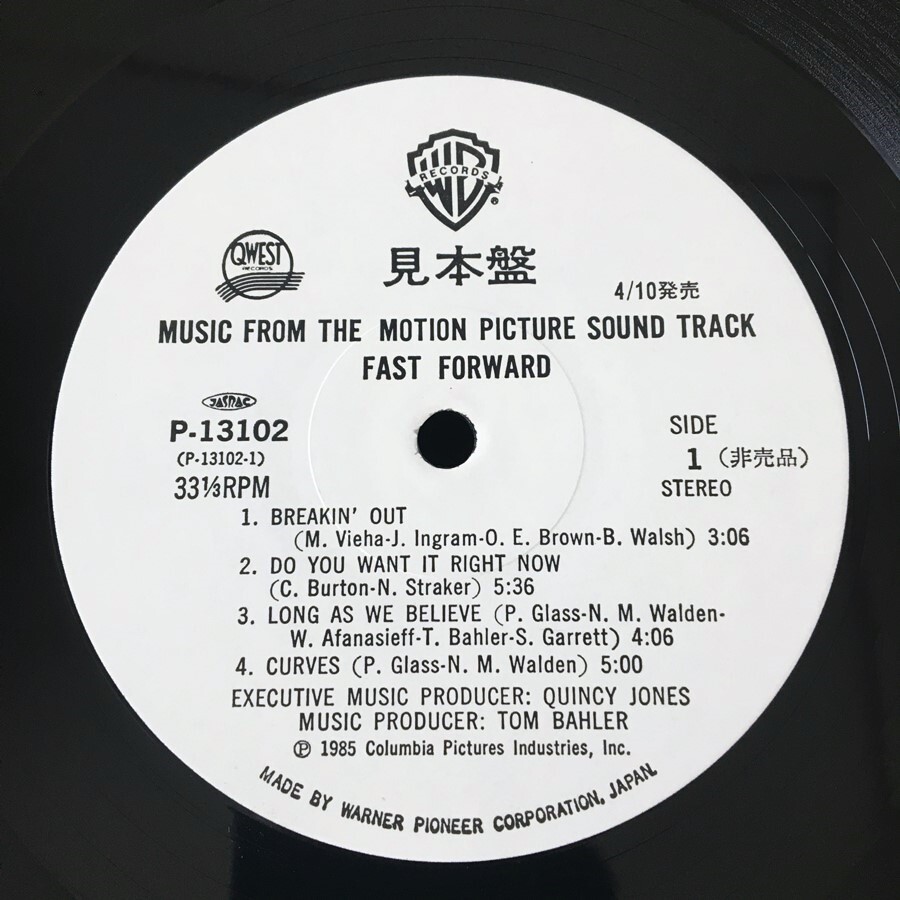 WB
RECORDS
®
QWEST
RECORDS
見本盤
4/10発売
MUSIC FROM THE MOTION PICTURE SOUND TRACK
FAST FORWARD
JASRAC
P-13102
(P-13102-1)
33⅓RPM
SIDE
1 (非売品)
STEREO
1. BREAKIN' OUT
(M. Vieha-J. Ingram-O. E. Brown-B. Walsh) 3:06
2. DO YOU WANT IT RIGHT NOW
(C. Burton-N. Straker) 5:36
3. LONG AS WE BELIEVE (P. Glass-N. M. Walden-
W. Afanasieff-T. Bahler-S. Garrett) 4:06
4. CURVES (P. Glass-N. M. Walden) 5:00
EXECUTIVE MUSIC PRODUCER: QUINCY JONES
MUSIC PRODUCER: TOM BAHLER
℗ 1985 Columbia Pictures Industries, Inc.
MADE BY WARNER PIONEER CORPORATION, JAPAN.